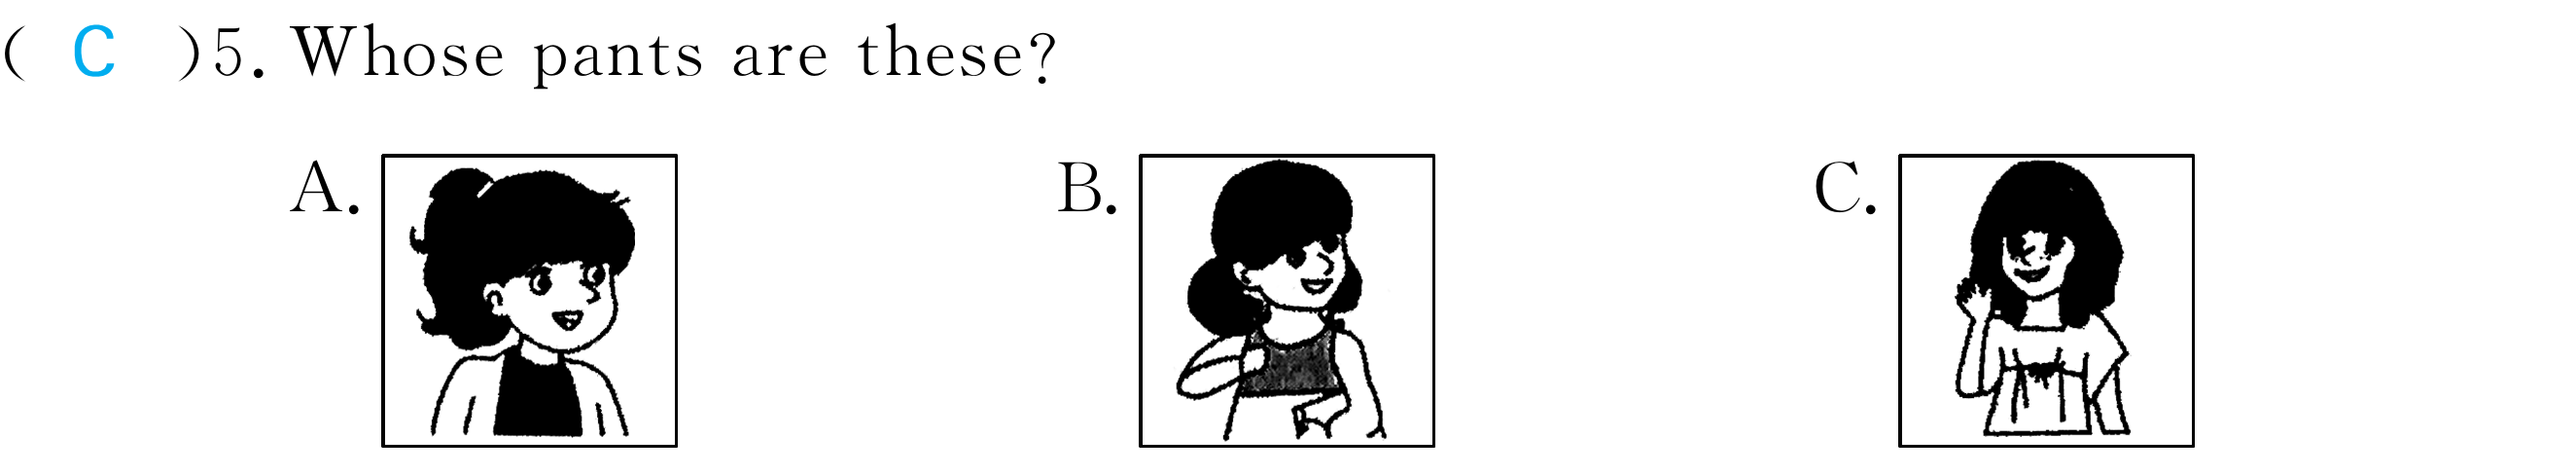 ( C )5. Whose pants are these?
A. B. C.